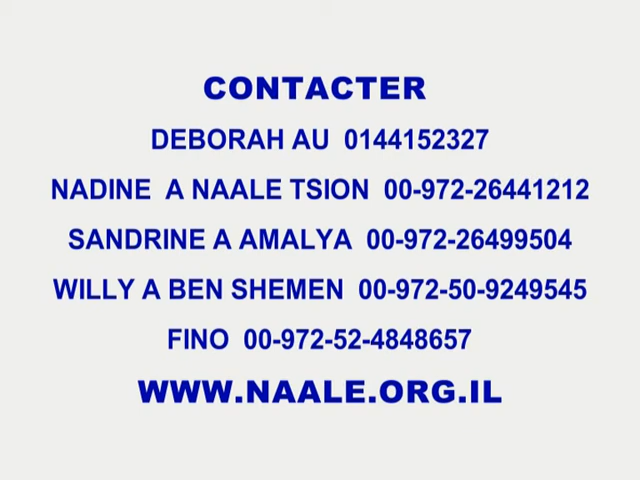 CONTACTER
DEBORAH AU 0144152327
NADINE A NAALE TSION 00-972-26441212
SANDRINE A AMALYA 00-972-26499504
WILLY A BEN SHEMEN 00-972-50-9249545
FINO 00-972-52-4848657
WWW.NAALE.ORG.IL